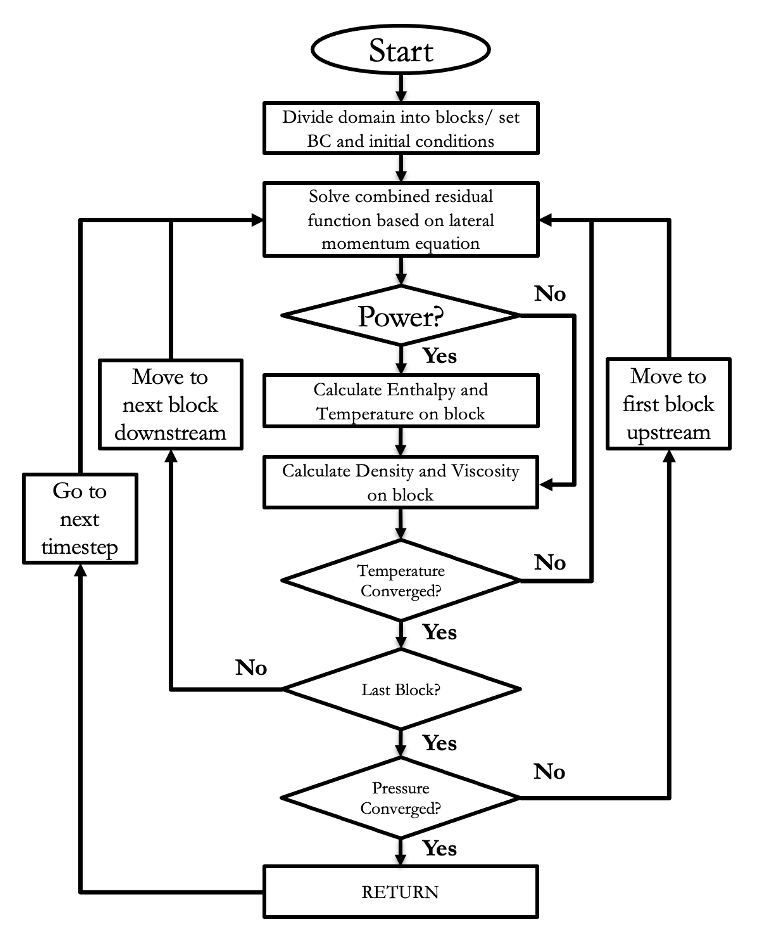 Start
Divide domain into blocks/ set
BC and initial conditions
Solve combined residual
function based on lateral
momentum equation
No
Power?
Yes
Calculate Enthalpy and
Temperature on block
Move to
next block
downstream
Move to
first block
upstream
Calculate Density and Viscosity
on block
Go to
next
timestep
No
Temperature
Converged?
Yes
No
Last Block?
Yes
No
Pressure
Converged?
Yes
RETURN